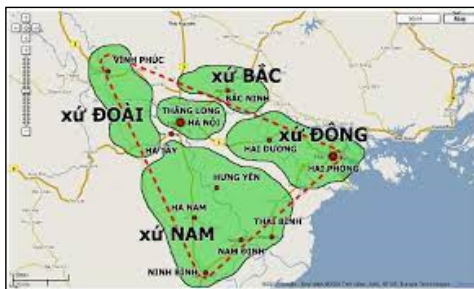 VĨNH PHÚC
xứ BẮC
BẮC NINH
xứ ĐOÀI
THĂNG LONG
HÀ NỘI
xứ ĐÔNG
HÀ TÂY
HẢI DƯƠNG
HẢI PHÒNG
HƯNG YÊN
HÀ NAM
xứ NAM
THÁI BÌNH
NAM ĐỊNH
NINH BÌNH